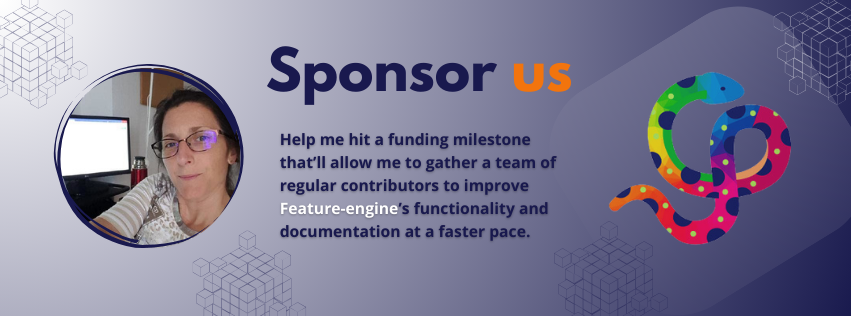 Sponsor us
Help me hit a funding milestone
that’ll allow me to gather a team of
regular contributors to improve
Feature-engine’s functionality and
documentation at a faster pace.